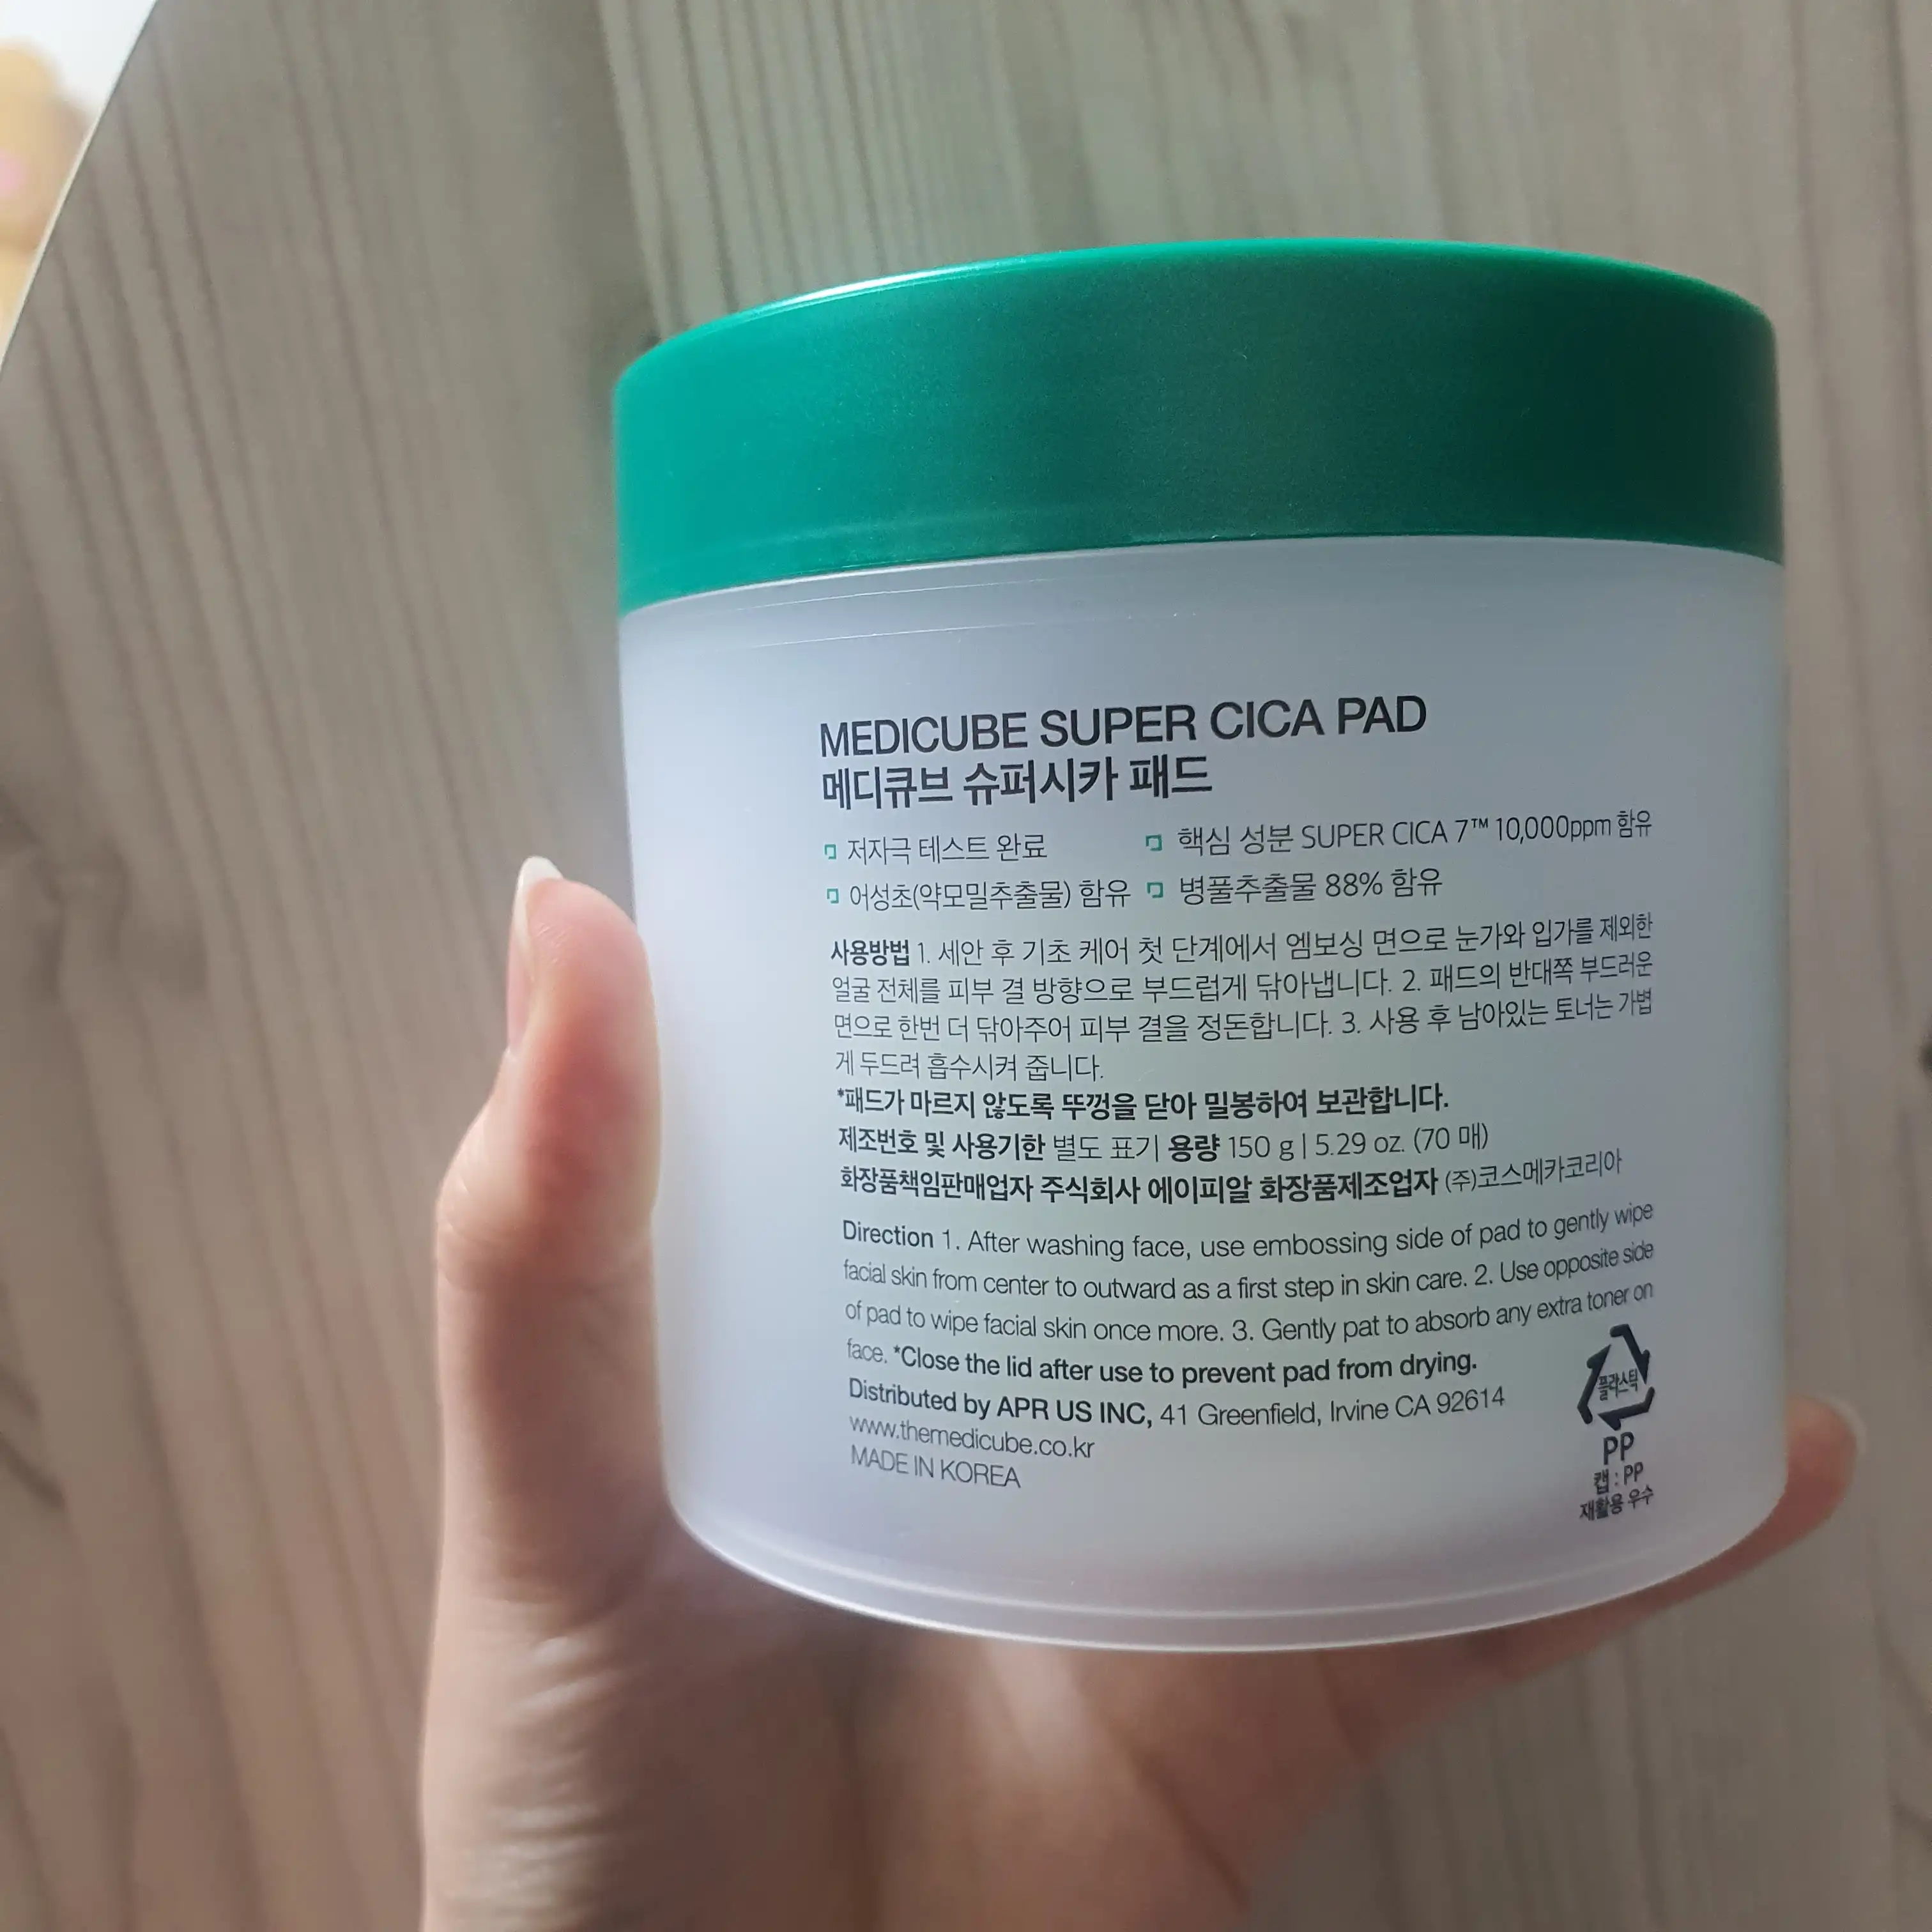 MEDICUBE SUPER CICA PAD
메디큐브 슈퍼시카 패드
저자극 테스트 완료
핵심 성분 SUPER CICA 7™ 10,000ppm 함유
어성초(약모밀추출물) 함유
병풀추출물 88% 함유
사용방법 1. 세안 후 기초 케어 첫 단계에서 엠보싱 면으로 눈가와 입가를 제외한
얼굴 전체를 피부 결 방향으로 부드럽게 닦아냅니다. 2. 패드의 반대쪽 부드러운
면으로 한번 더 닦아주어 피부 결을 정돈합니다. 3. 사용 후 남아있는 토너는 가볍
게 두드려 흡수시켜 줍니다.
*패드가 마르지 않도록 뚜껑을 닫아 밀봉하여 보관합니다.
제조번호 및 사용기한 별도 표기 용량 150 g | 5.29 oz. (70 매)
화장품책임판매업자 주식회사 에이피알 화장품제조업자 (주)코스메카코리아
Direction 1. After washing face, use embossing side of pad to gently wipe
facial skin from center to outward as a first step in skin care. 2. Use opposite side
of pad to wipe facial skin once more. 3. Gently pat to absorb any extra toner on
face. *Close the lid after use to prevent pad from drying.
Distributed by APR US INC, 41 Greenfield, Irvine CA 92614
www.themedicube.co.kr
MADE IN KOREA
플라스틱
PP
캡 : PP
재활용 우수